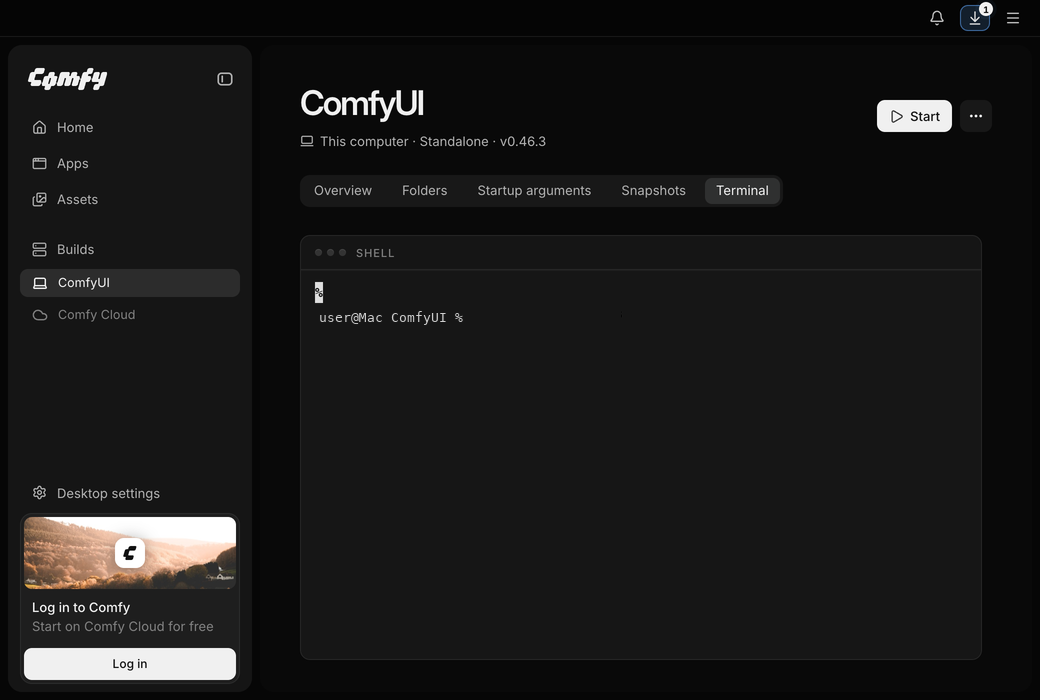 1
Comfy
Home
Apps
Assets
Builds
ComfyUI
Comfy Cloud
Desktop settings
Log in to Comfy
Start on Comfy Cloud for free
Log in
ComfyUI
This computer · Standalone · v0.46.3
Start
Overview Folders Startup arguments Snapshots Terminal
SHELL
%
user@Mac ComfyUI %